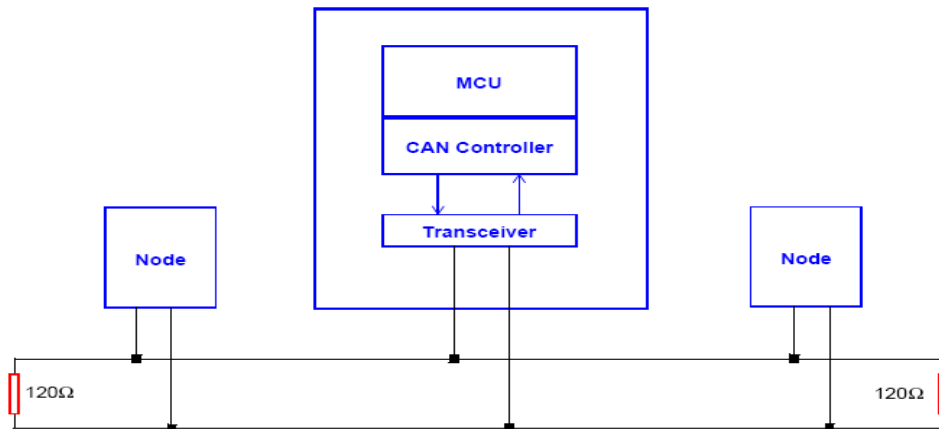 MCU
CAN Controller
Transceiver
Node
Node
120Ω
120Ω